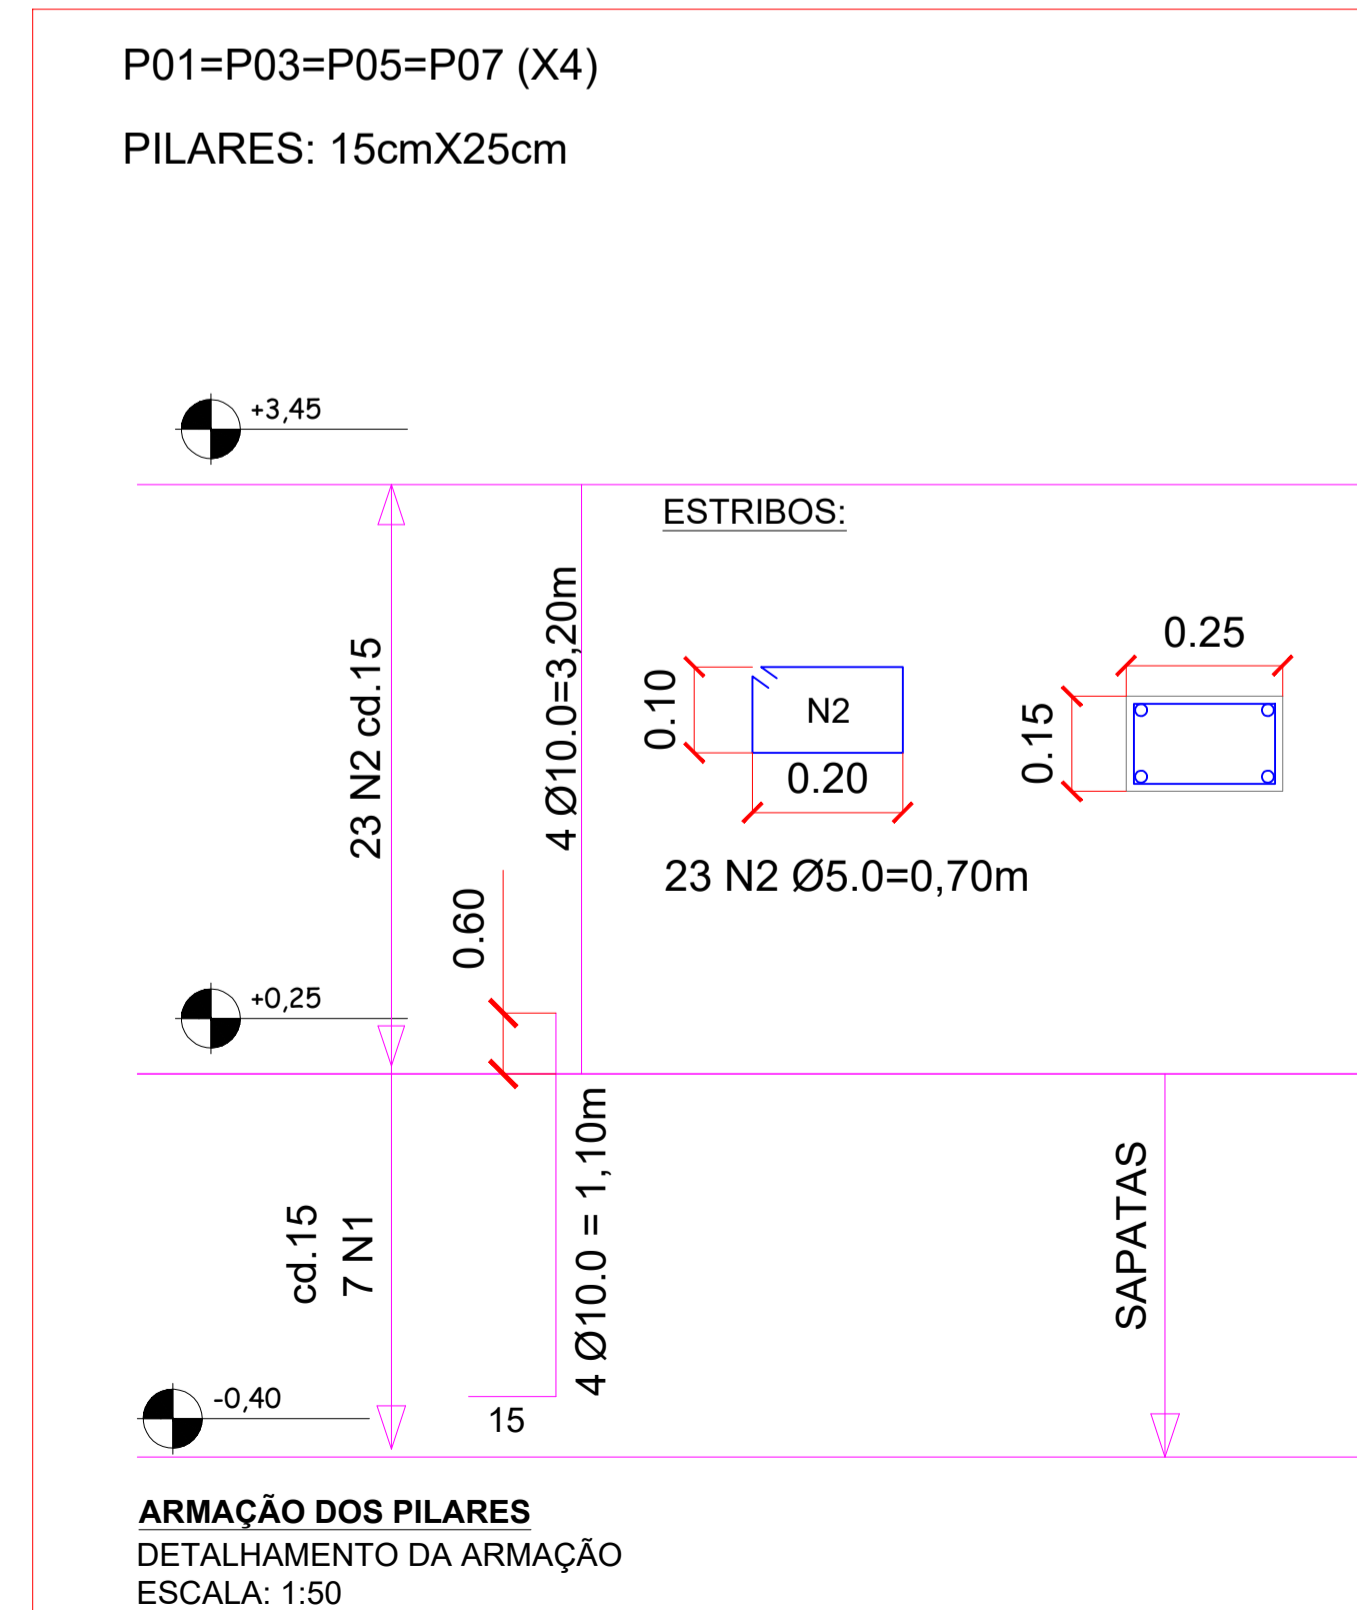 P01=P03=P05=P07 (X4)
PILARES: 15cmX25cm
+3,45
ESTRIBOS:
23 N2 cd.15
4 Ø10.0=3,20m
0.10
N2
0.20
0.25
0.15
23 N2 Ø5.0=0,70m
0.60
+0,25
cd.15
7 N1
4 Ø10.0 = 1,10m
SAPATAS
-0,40
15
ARMAÇÃO DOS PILARES
DETALHAMENTO DA ARMAÇÃO
ESCALA: 1:50